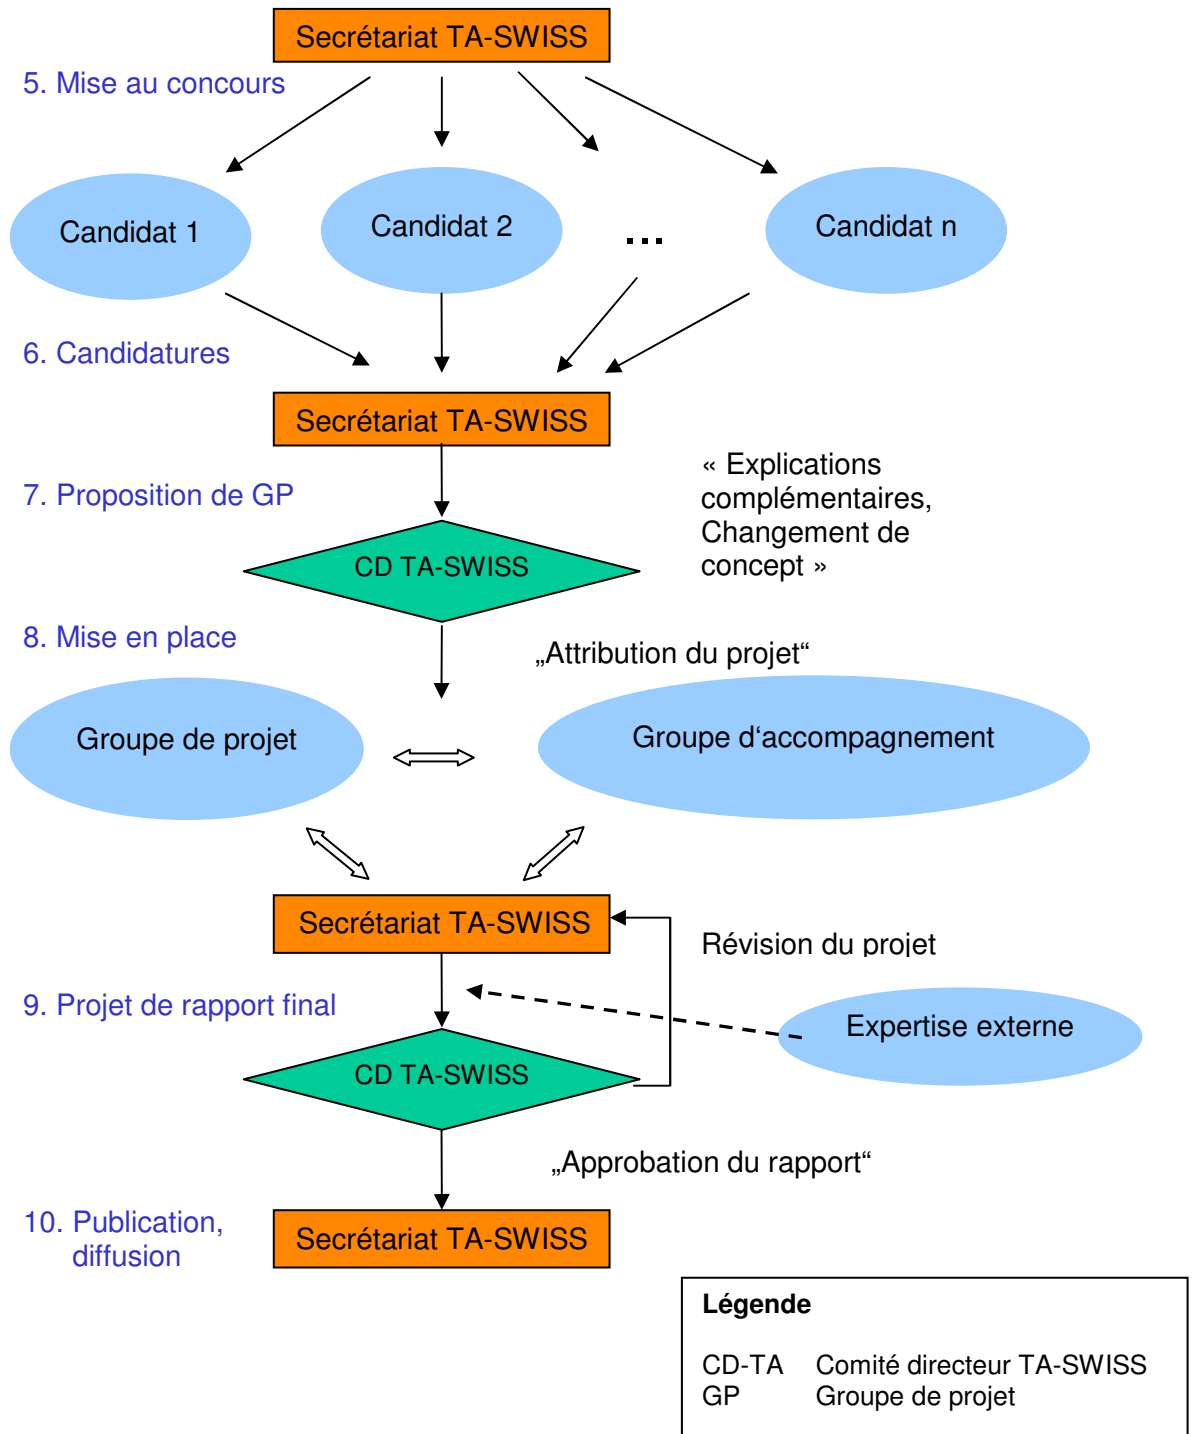 Secrétariat TA-SWISS
5. Mise au concours
Candidat 1
Candidat 2
...
Candidat n
6. Candidatures
Secrétariat TA-SWISS
7. Proposition de GP
« Explications
complémentaires,
Changement de
concept »
CD TA-SWISS
8. Mise en place
„Attribution du projet“
Groupe de projet
Groupe d‘accompagnement
Secrétariat TA-SWISS
Révision du projet
9. Projet de rapport final
Expertise externe
CD TA-SWISS
„Approbation du rapport“
10. Publication,
diffusion
Secrétariat TA-SWISS
Légende
CD-TA Comité directeur TA-SWISS
GP Groupe de projet